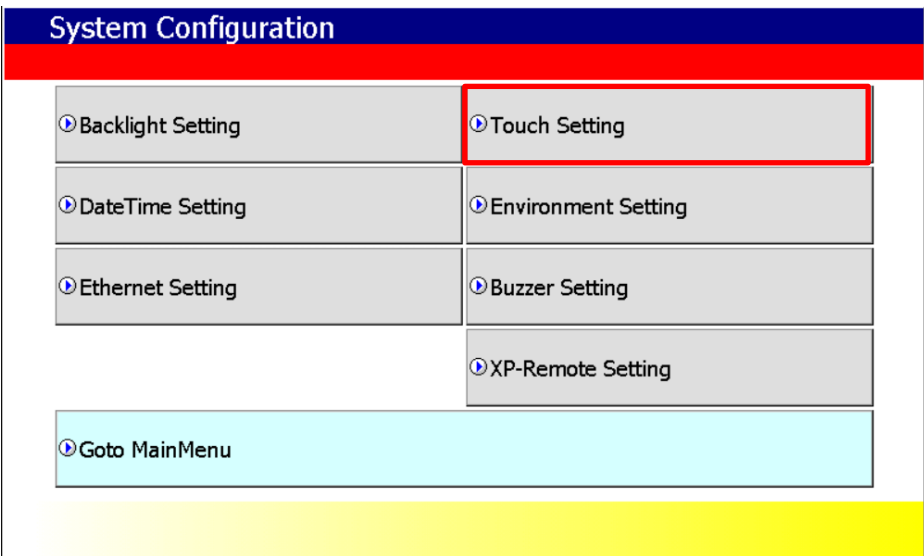 System Configuration
Backlight Setting
Touch Setting
DateTime Setting
Environment Setting
Ethernet Setting
Buzzer Setting
XP-Remote Setting
Goto MainMenu